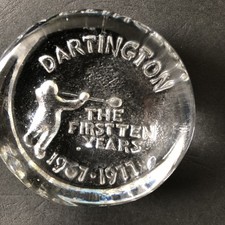 DARTINGTON
THE
FIRST TEN
YEARS
1967·1977